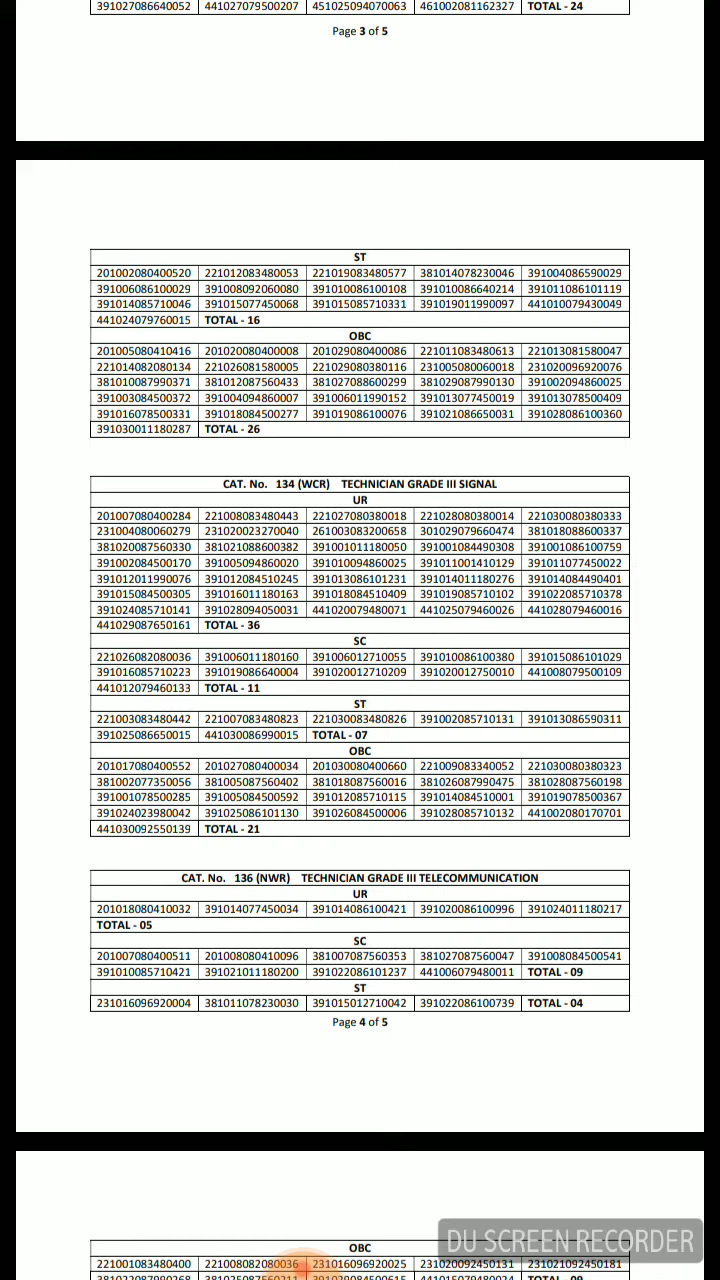 391027086640052 441027079500207 451025094070063 461002081162327 TOTAL - 24
Page 3 of 5
ST
201002080400520 221012083480053 221019083480577 381014078230046 391004086590029
391006086100029 391008092060080 391010086100108 391010086640214 391011086101119
391014085710046 391015077450068 391015085710331 391019011990097 441010079430049
441024079760015 TOTAL - 16
OBC
201005080410416 201020080400008 201029080400086 221011083480613 221013081580047
221014082080134 221026081580005 221029080380116 231005080060018 231020096920076
381010087990371 381012087560433 381027088600299 381029087990130 391002094860025
391003084500372 391004094860007 391006011990152 391013077450019 391013078500409
391016078500331 391018084500277 391019086100076 391021086650031 391028086100360
391030011180287 TOTAL - 26
CAT. No. 134 (WCR) TECHNICIAN GRADE III SIGNAL
UR
201007080400284 221008083480443 221027080380018 221028080380014 221030080380333
231004080060279 231020023270040 261003083200658 301029079660474 381018088600337
381020087560330 381021088600382 391001011180050 391001084490308 391001086100759
391002084500170 391005094860020 391010094860025 391011001410129 391011077450022
391012011990076 391012084510245 391013086101231 391014011180276 391014084490401
391015084500305 391016011180163 391018084510409 391019085710102 391022085710378
391024085710141 391028094050031 441020079480071 441025079460026 441028079460016
441029087650161 TOTAL - 36
SC
221026082080036 391006011180160 391006012710055 391010086100380 391015086101029
391016085710223 391019086640004 391020012710209 391020012750010 441008079500109
441012079460133 TOTAL - 11
ST
221003083480442 221007083480823 221030083480826 391002085710131 391013086590311
391025086650015 441030086990015 TOTAL - 07
OBC
201017080400552 201027080400034 201030080400660 221009083340052 221030080380323
381002077350056 381005087560402 381018087560016 381026087990475 381028087560198
391001078500285 391005084500592 391012085710115 391014084510001 391019078500367
391024023980042 391025086101130 391026084500006 391028085710132 441002080170701
441030092550139 TOTAL - 21
CAT. No. 136 (NWR) TECHNICIAN GRADE III TELECOMMUNICATION
UR
201018080410032 391014077450034 391014086100421 391020086100996 391024011180217
TOTAL - 05
SC
201007080400511 201008080410096 381007087560353 381027087560047 391008084500541
391010085710421 391021011180200 391022086101237 441006079480011 TOTAL - 09
ST
231016096920004 381011078230030 391015012710042 391022086100739 TOTAL - 04
Page 4 of 5
DU SCREEN RECORDER
OBC
221001083480400 221008082080036 231016096920025 231020092450131 231021092450181
TOTAL - 09